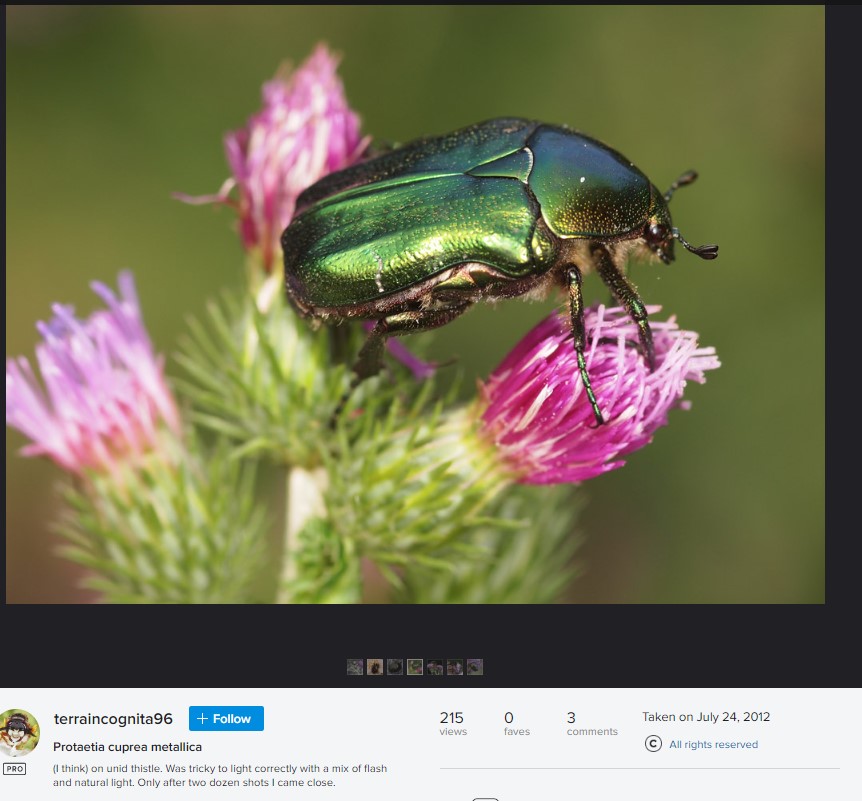 terraincognita96
+ Follow
Protaetia cuprea metallica
PRO
(I think) on unid thistle. Was tricky to light correctly with a mix of flash
and natural light. Only after two dozen shots I came close.
215
views
0
faves
3
comments
Taken on July 24, 2012
C All rights reserved